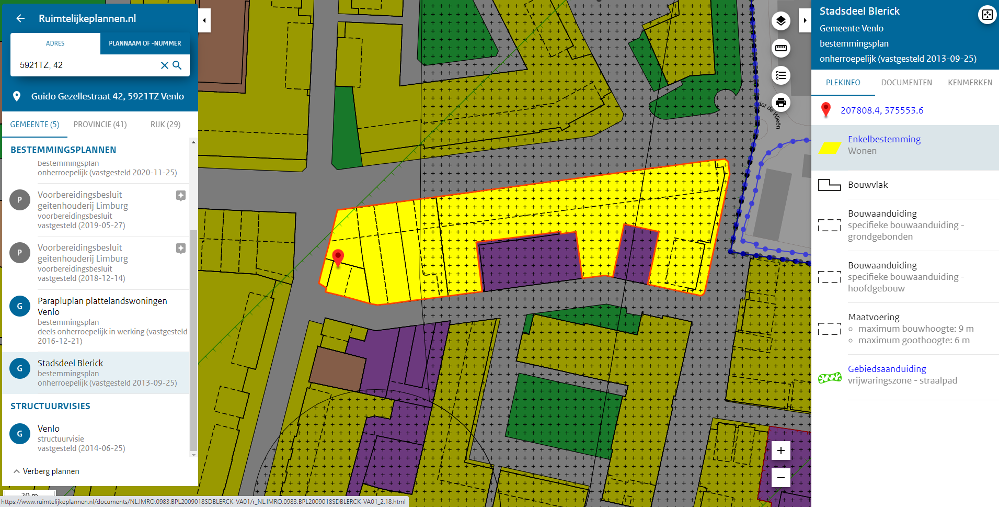 Ruimtelijkeplannen.nl
ADRES
PLANNAAM OF -NUMMER
5921TZ, 42
Guido Gezellestraat 42, 5921TZ Venlo
GEMEENTE (5)
PROVINCIE (41)
RIJK (29)
BESTEMMINGSPLANNEN
bestemmingsplan
onherroepelijk (vastgesteld 2020-11-25)
P
Voorbereidingsbesluit
geitenhouderij Limburg
voorbereidingsbesluit
vastgesteld (2019-05-27)
P
Voorbereidingsbesluit
geitenhouderij Limburg
voorbereidingsbesluit
vastgesteld (2018-12-14)
G
Parapluplan plattelandswoningen
Venlo
bestemmingsplan
deels onherroepelijk in werking (vastgesteld
2016-12-21)
G
Stadsdeel Blerick
bestemmingsplan
onherroepelijk (vastgesteld 2013-09-25)
STRUCTUURVISIES
G
Venlo
structuurvisie
vastgesteld (2014-06-25)
Verberg plannen
20 m
https://www.ruimtelijkeplannen.nl/documents/NL.IMRO.0983.BPL2009018SDBLERCK-VA01/r_NL.IMRO.0983.BPL2009018SDBLERCK-VA01_2.18.html
der de Wieën
Stadsdeel Blerick
Gemeente Venlo
bestemmingsplan
onherroepelijk (vastgesteld 2013-09-25)
PLEKINFO
DOCUMENTEN
KENMERKEN
207808.4, 375553.6
Enkelbestemming
Wonen
Bouwvlak
Bouwaanduiding
specifieke bouwaanduiding -
grondgebonden
Bouwaanduiding
specifieke bouwaanduiding -
hoofdgebouw
Maatvoering
maximum bouwhoogte: 9 m
maximum goothoogte: 6 m
Gebiedsaanduiding
vrijwaringszone - straalpad